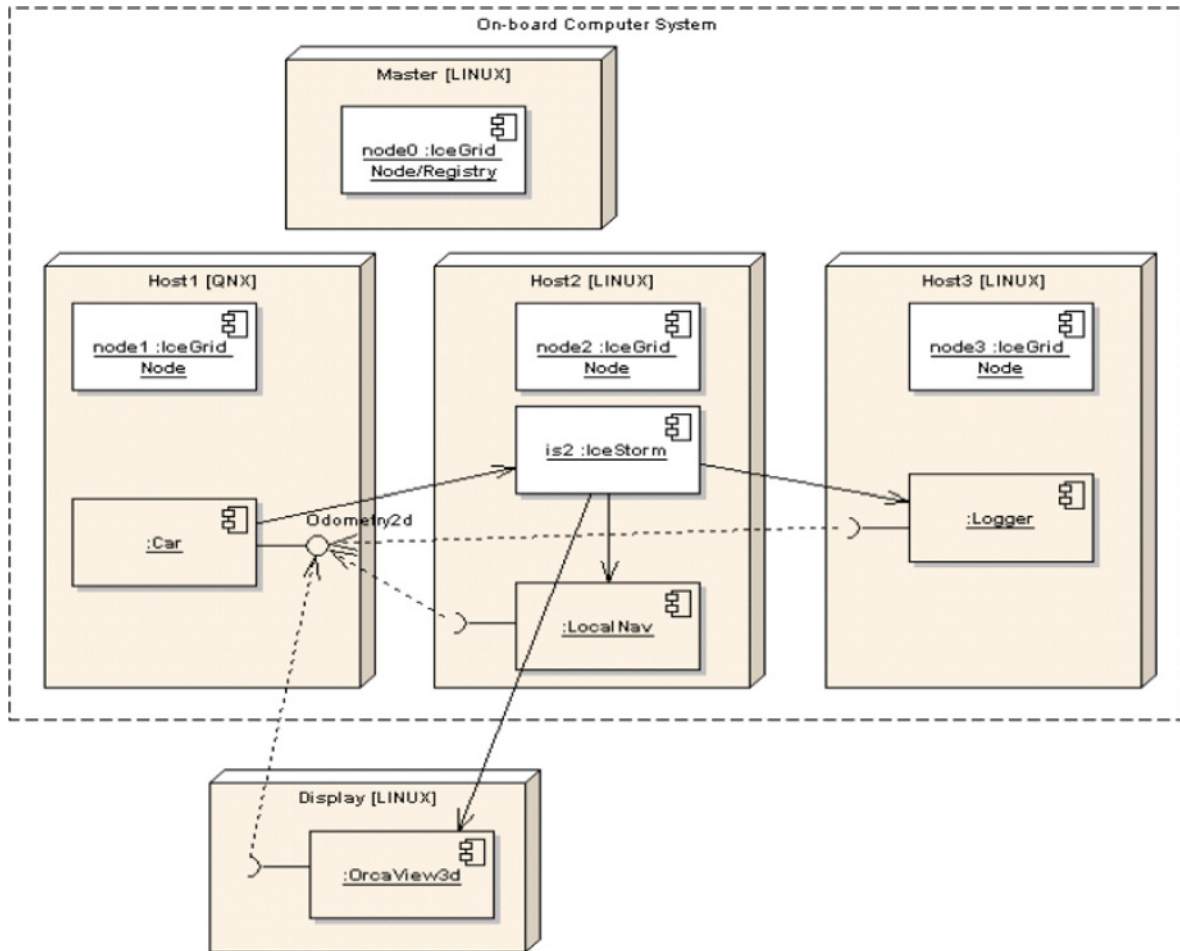 On-board Computer System
Master [LINUX]
node0 :IceGrid
Node/Registry
Host1 [QNX]
node1 :IceGrid
Node
:Car
Odometry2d
Host2 [LINUX]
node2 :IceGrid
Node
is2 :IceStorm
:LocalNav
Host3 [LINUX]
node3 :IceGrid
Node
:Logger
Display [LINUX]
:OrcaView3d